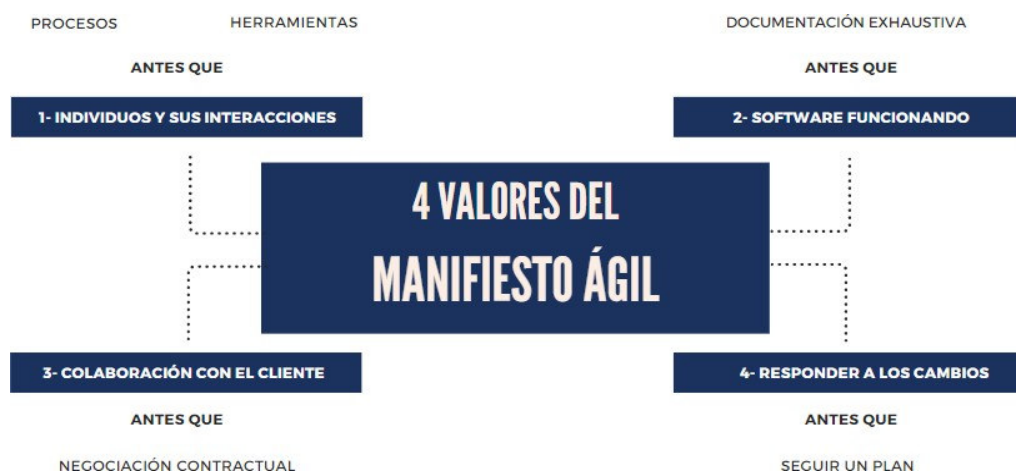 PROCESOS HERRAMIENTAS
ANTES QUE
1- INDIVIDUOS Y SUS INTERACCIONES
DOCUMENTACIÓN EXHAUSTIVA
ANTES QUE
2- SOFTWARE FUNCIONANDO
4 VALORES DEL
MANIFIESTO ÁGIL
3- COLABORACIÓN CON EL CLIENTE
ANTES QUE
NEGOCIACIÓN CONTRACTUAL
4- RESPONDER A LOS CAMBIOS
ANTES QUE
SEGUIR UN PLAN